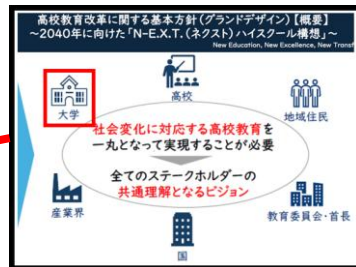 高校教育改革に関する基本方針(グランドデザイン)【概要】
~2040年に向けた「N-E.X.T.(ネクスト)ハイスクール構想」~
New Education, New Excellence, New Transf
高校
大学
地域住民
社会変化に対応する高校教育を
一丸となって実現することが必要
全てのステークホルダーの
共通理解となるビジョン
産業界
教育委員会・首長
国